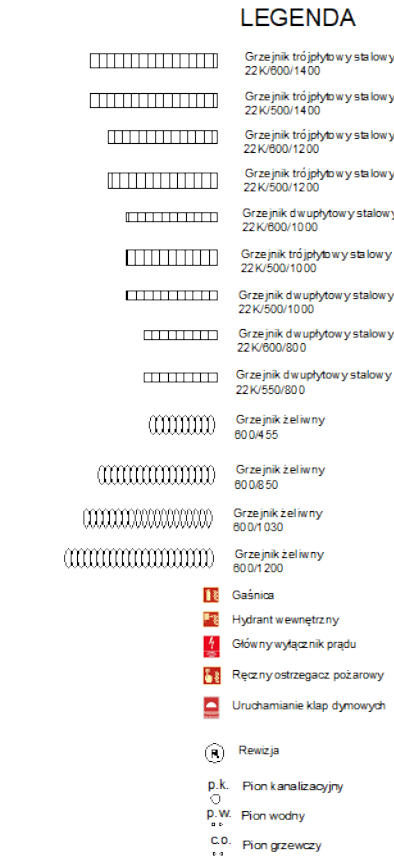 LEGENDA
Grzejnik trójpłytowy stalowy
22K/600/1400
Grzejnik trójpłytowy stalowy
22K/500/1400
Grzejnik trójpłytowy stalowy
22K/600/1200
Grzejnik trójpłytowy stalowy
22K/500/1200
Grzejnik dwupłytowy stalowy
22K/600/1000
Grzejnik trójpłytowy stalowy
22K/500/1000
Grzejnik dwupłytowy stalowy
22K/500/1000
Grzejnik dwupłytowy stalowy
22K/600/800
Grzejnik dwupłytowy stalowy
22K/550/800
Grzejnik żeliwny
600/455
Grzejnik żeliwny
600/850
Grzejnik żeliwny
600/1030
Grzejnik żeliwny
600/1200
Gaśnica
Hydrant wewnętrzny
Główny wyłącznik prądu
Ręczny ostrzegacz pożarowy
Uruchamianie klap dymowych
R Rewizja
p.k. Pion kanalizacyjny
p.w. Pion wodny
c.o. Pion grzewczy